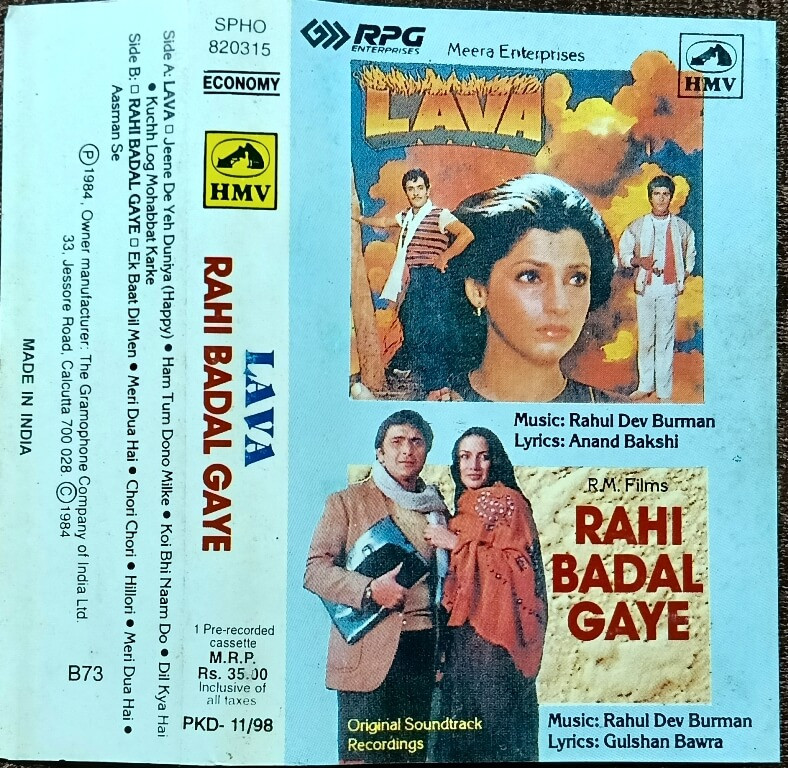 Side A: LAVA □ Jeene De Yeh Duniya (Happy) • Ham Tum Dono Milke • Koi Bhi Naam Do • Dil Kya Hai
• Kuchh Log Mohabbat Karke
Side B: □ RAHI BADAL GAYE □ Ek Baat Dil Men • Meri Dua Hai • Chori Chori • Hillori • Meri Dua Hai •
Aasman Se
Ⓟ1984, Owner manufacturer: The Gramophone Company of India Ltd.
33, Jessore Road, Calcutta 700 028. Ⓒ1984
MADE IN INDIA
B73
SPHO
820315
ECONOMY
HMV
LAVA
RAHI BADAL GAYE
1 Pre-recorded
cassette
M.R.P.
Rs. 35.00
Inclusive of
all taxes
PKD- 11/98
RPG
ENTERPRISES
Meera Enterprises
HMV
LAVA
Music: Rahul Dev Burman
Lyrics: Anand Bakshi
R.M. Films
RAHI
BADAL
GAYE
Original Soundtrack
Recordings
Music: Rahul Dev Burman
Lyrics: Gulshan Bawra